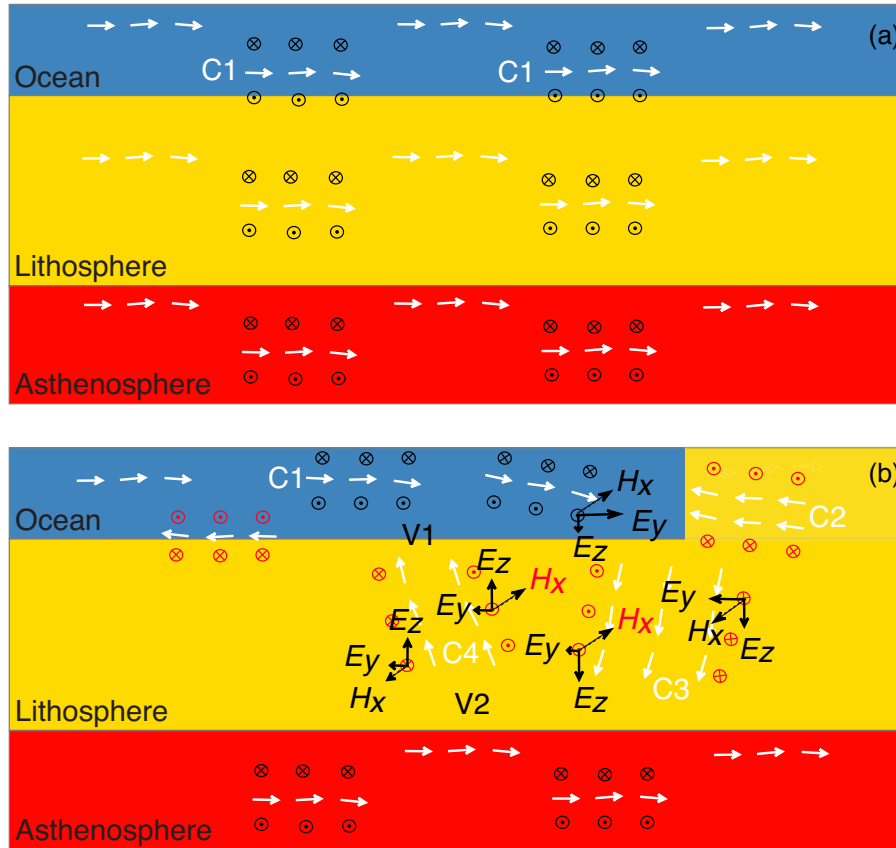 (a)
C1
C1
Ocean
Lithosphere
Asthenosphere
(b)
C1
Hx
C2
Ocean
V1
Ey
Ez
Ez
Hx
Ey
Ez
Hx
Ey
Ey
C4
Hx
Ey
Ez
Hx
V2
Ez
C3
Lithosphere
Asthenosphere